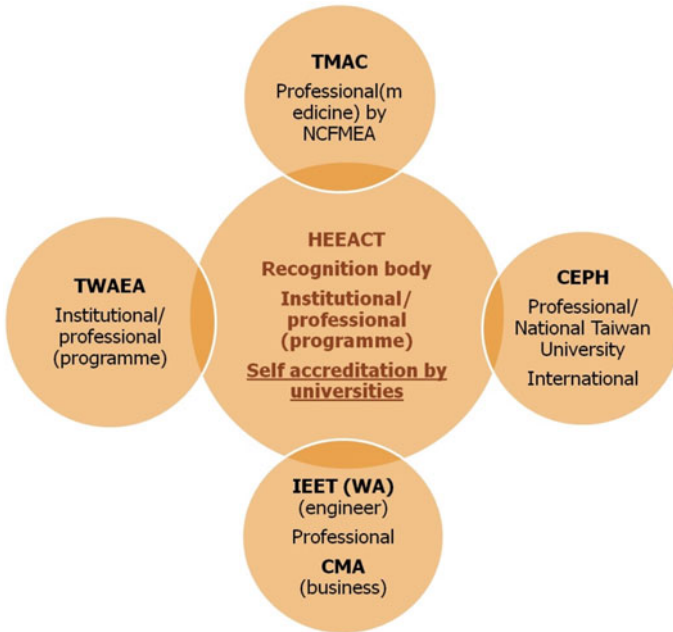 TMAC
Professional(m
edicine) by
NCFMEA
HEEACT
Recognition body
Institutional/
professional
(programme)
Self accreditation by
universities
TWAEA
Institutional/
professional
(programme)
CEPH
Professional/
National Taiwan
University
International
IEET (WA)
(engineer)
Professional
CMA
(business)